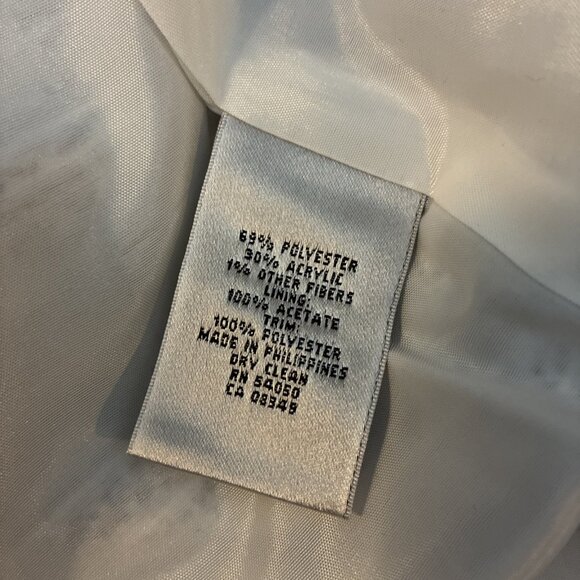 69% POLYESTER
30% ACRYLIC
1% OTHER FIBERS
LINING:
100% ACETATE
TRIM:
100% POLYESTER
MADE IN PHILIPPINES
DRY CLEAN
RN 54050
CA 08949